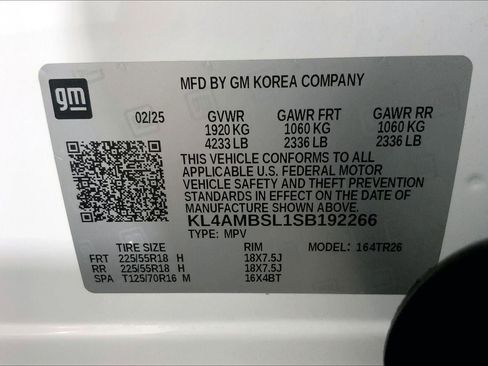 gm
MFD BY GM KOREA COMPANY
02/25 GVWR GAWR FRT GAWR RR
1920 KG 1060 KG 1060 KG
4233 LB 2336 LB 2336 LB
THIS VEHICLE CONFORMS TO ALL
APPLICABLE U.S. FEDERAL MOTOR
VEHICLE SAFETY AND THEFT PREVENTION
STANDARDS IN EFFECT ON THE DATE OF
MANUFACTURE SHOWN ABOVE.
KL4AMBSL1SB192266
TYPE: MPV
TIRE SIZE RIM MODEL: 164TR26
FRT 225/55R18 H 18X7.5J
RR 225/55R18 H 18X7.5J
SPA T125/70R16 M 16X4BT